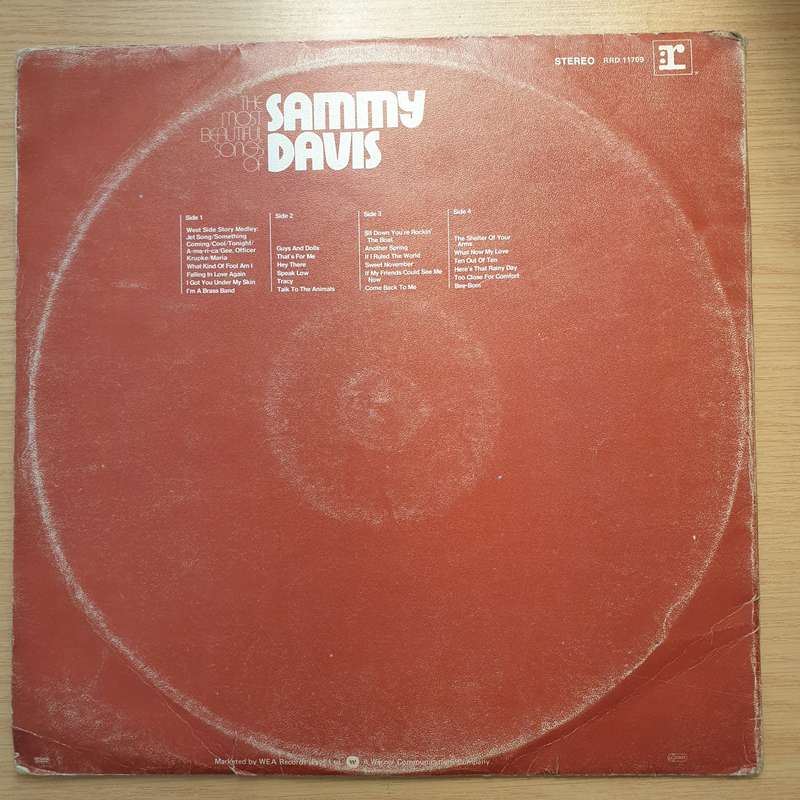 STEREO RRD 11709
r
THE
MOST
BEAUTIFUL
SONGS
OF
SAMMY
DAVIS
Side 1
West Side Story Medley:
Jet Song/Something
Coming/Cool/Tonight/
A-me-ri-ca/Gee, Officer
Krupke/Maria
What Kind Of Fool Am I
Falling In Love Again
I Got You Under My Skin
I'm A Brass Band
Side 2
Guys And Dolls
That's For Me
Hey There
Speak Low
Tracy
Talk To The Animals
Side 3
Sit Down You're Rockin'
The Boat
Another Spring
If I Ruled The World
Sweet November
If My Friends Could See Me
Now
Come Back To Me
Side 4
The Shelter Of Your
Arms
What Now My Love
Ten Out Of Ten
Here's That Rainy Day
Too Close For Comfort
Bee-Bom
Marketed by WEA Records (Pty) Ltd. W A Warner Communications Company